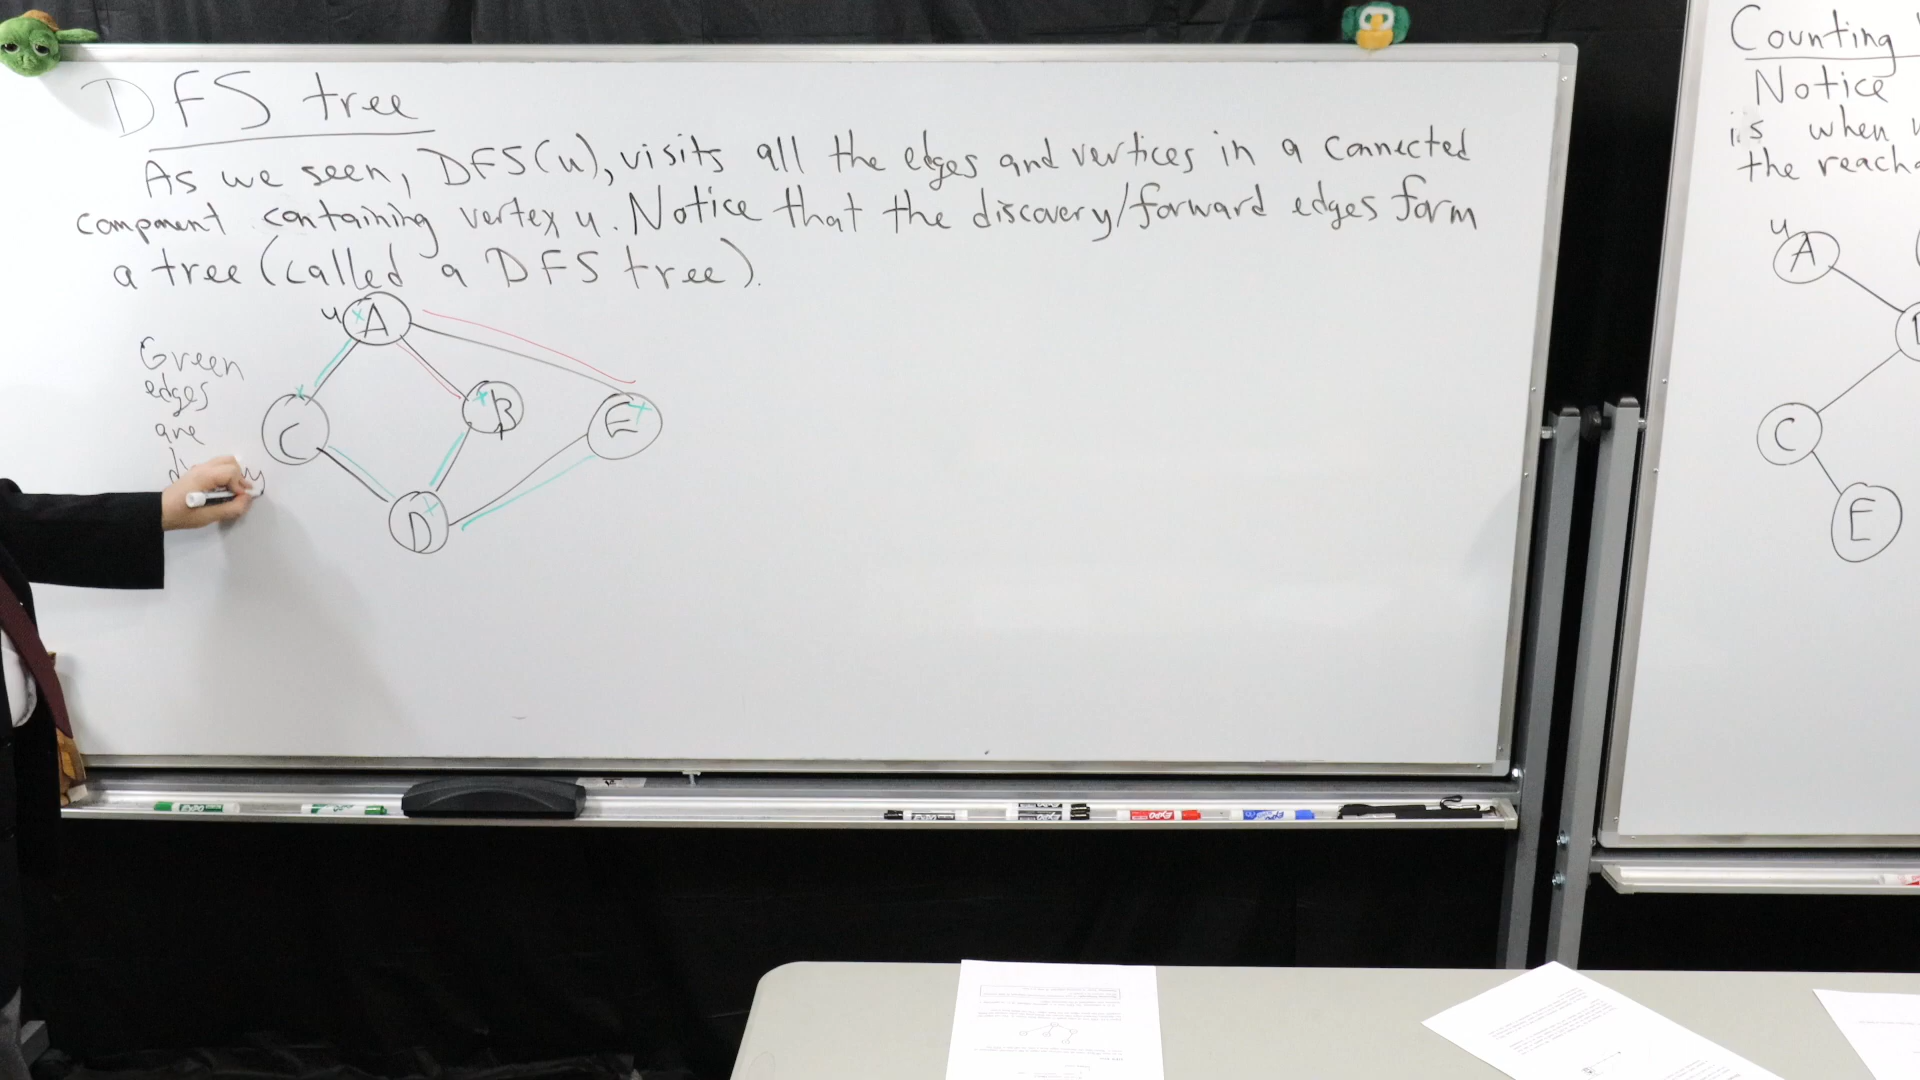 DFS tree
As we seen, DFS(u), visits all the edges and vertices in a connected
component containing vertex u. Notice that the discovery/forward edges form
a tree (called a DFS tree).
u A
Green
edges
are
C
B
E
D
Counting
Notice
is when
the
u
A
C
E